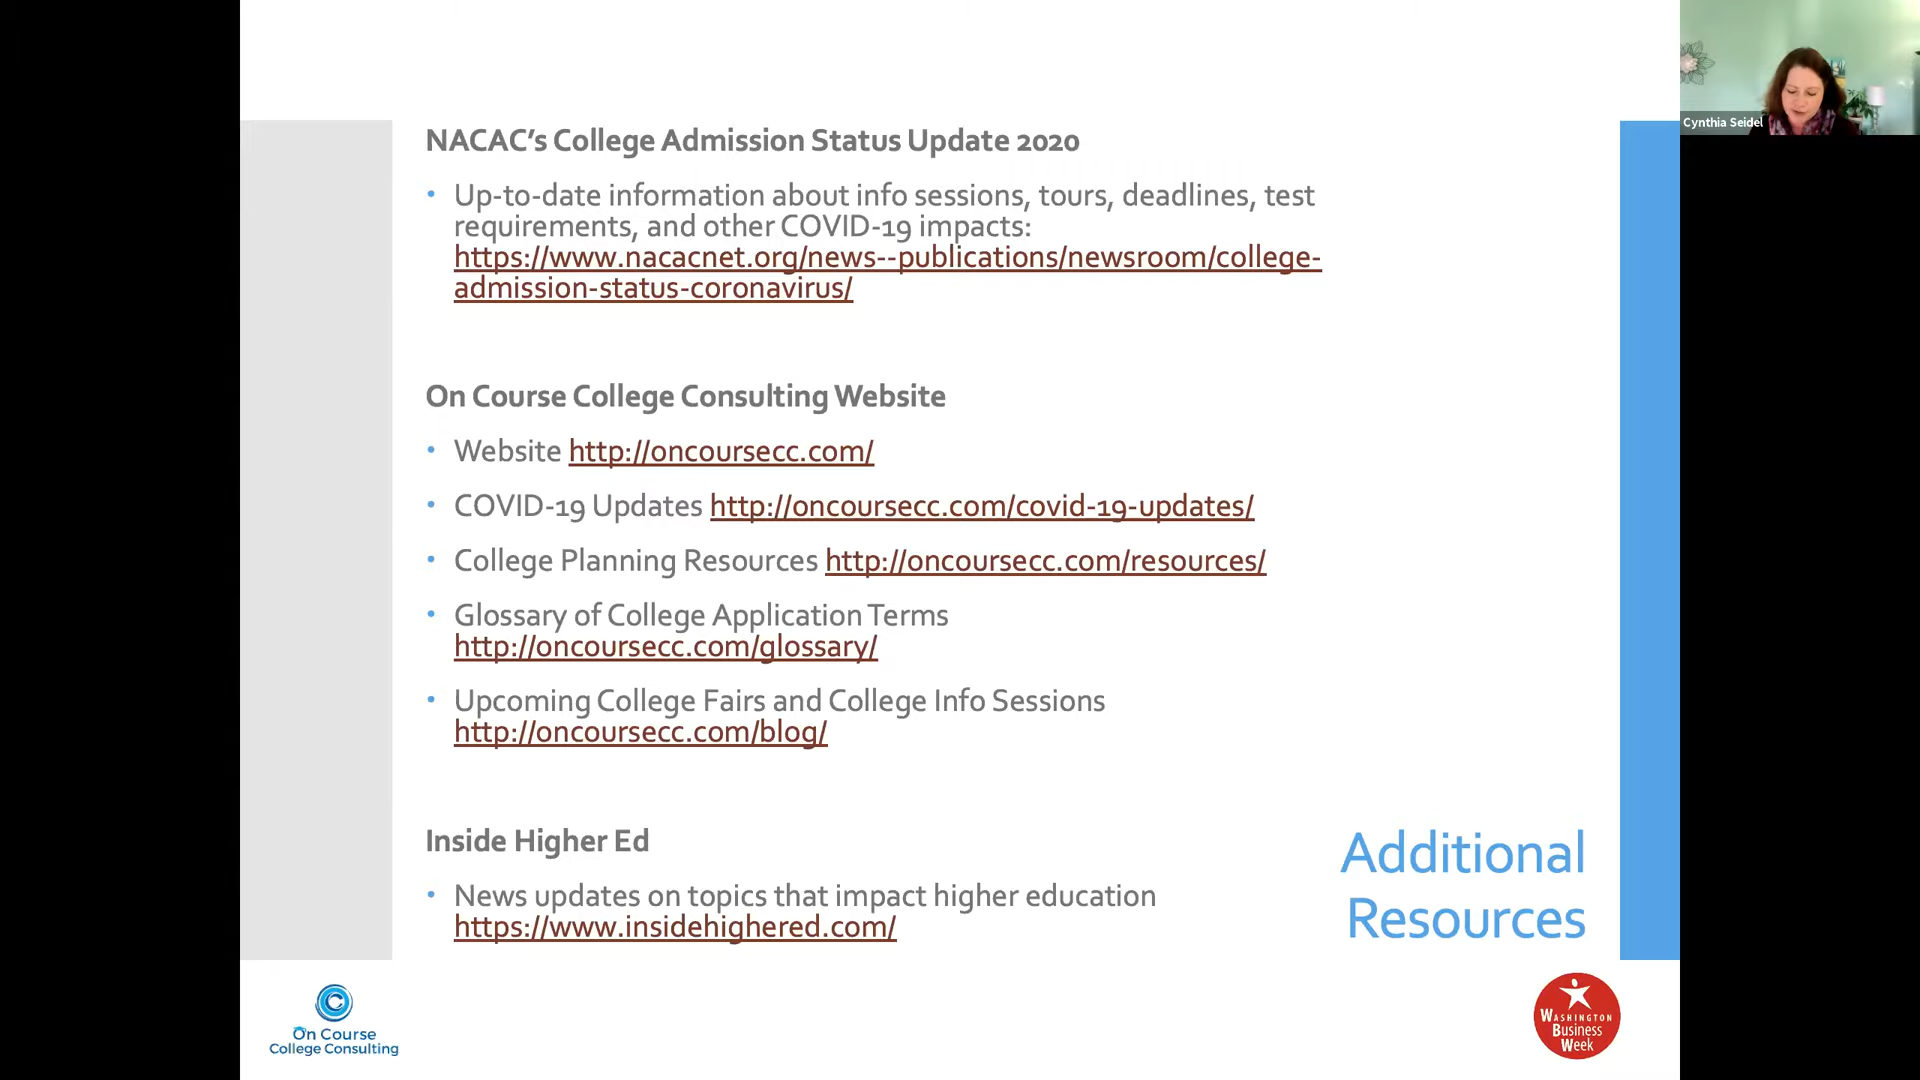 NACAC’s College Admission Status Update 2020
• Up-to-date information about info sessions, tours, deadlines, test
requirements, and other COVID-19 impacts:
https://www.nacacnet.org/news--publications/newsroom/college-
admission-status-coronavirus/
On Course College Consulting Website
• Website http://oncoursecc.com/
• COVID-19 Updates http://oncoursecc.com/covid-19-updates/
• College Planning Resources http://oncoursecc.com/resources/
• Glossary of College Application Terms
http://oncoursecc.com/glossary/
• Upcoming College Fairs and College Info Sessions
http://oncoursecc.com/blog/
Inside Higher Ed
• News updates on topics that impact higher education
https://www.insidehighered.com/
Additional
Resources
On Course
College Consulting
Washington
Business
Week
Cynthia Seidel